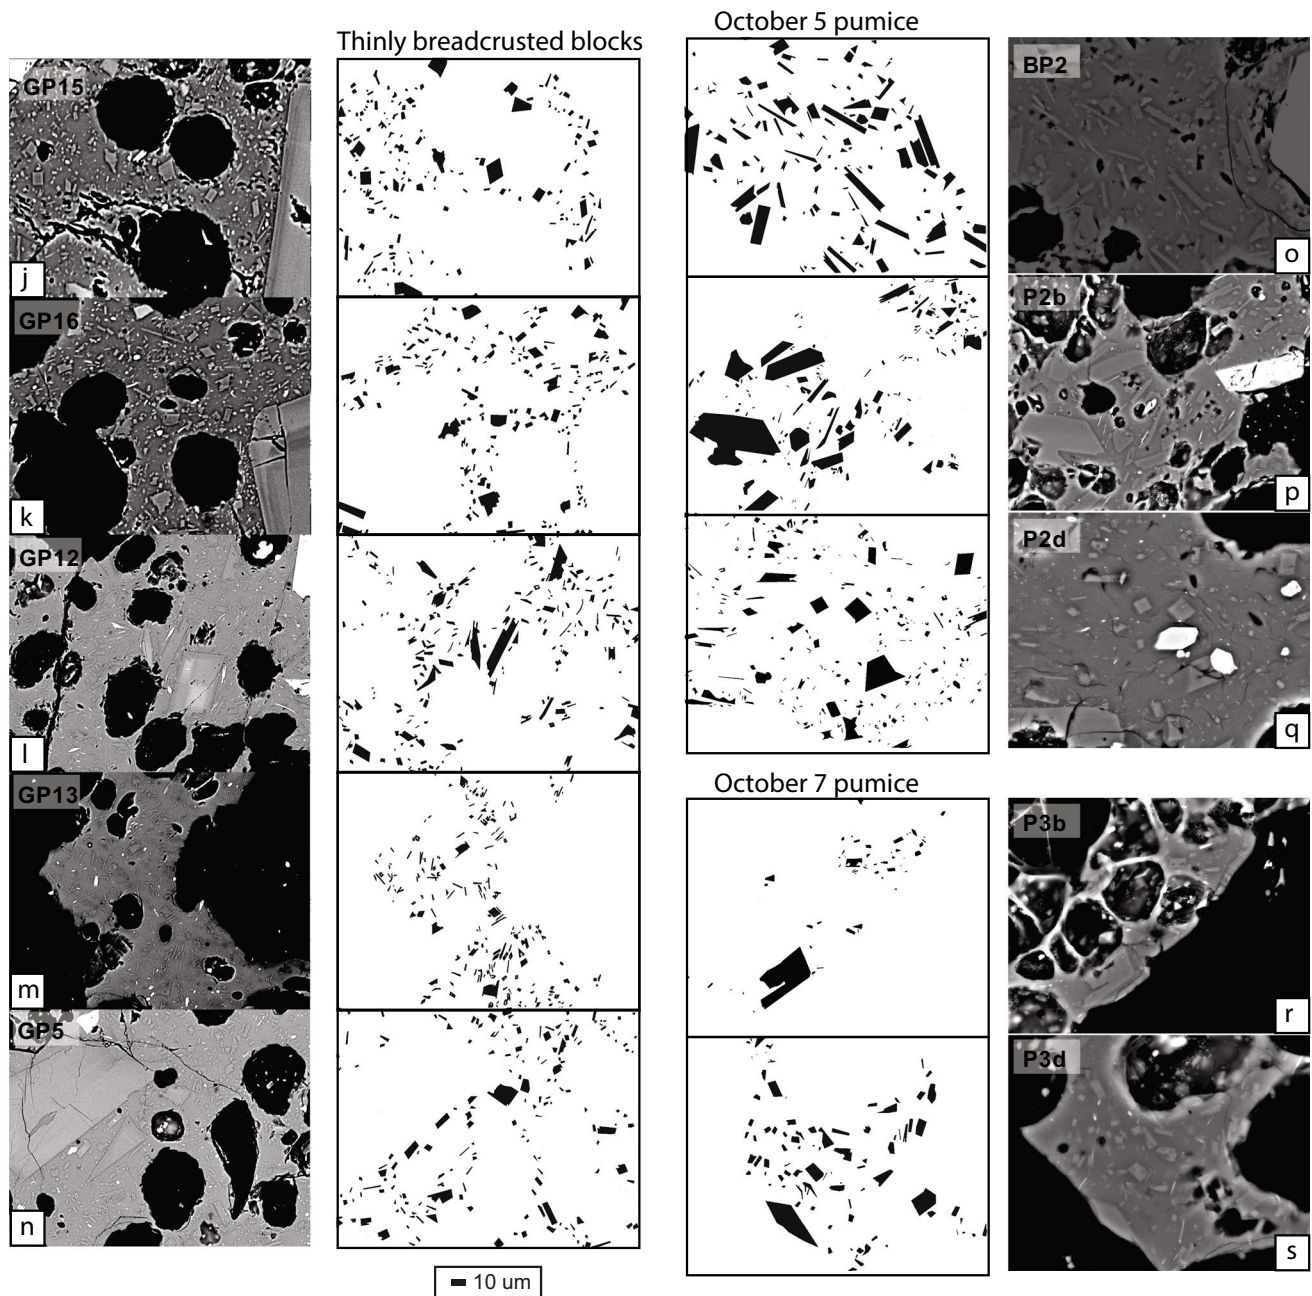 Thinly breadcrusted blocks
October 5 pumice
GP15
j
GP16
k
GP12
l
GP13
m
GP5
n
BP2
o
P2b
p
P2d
q
October 7 pumice
P3b
r
P3d
s
10 um